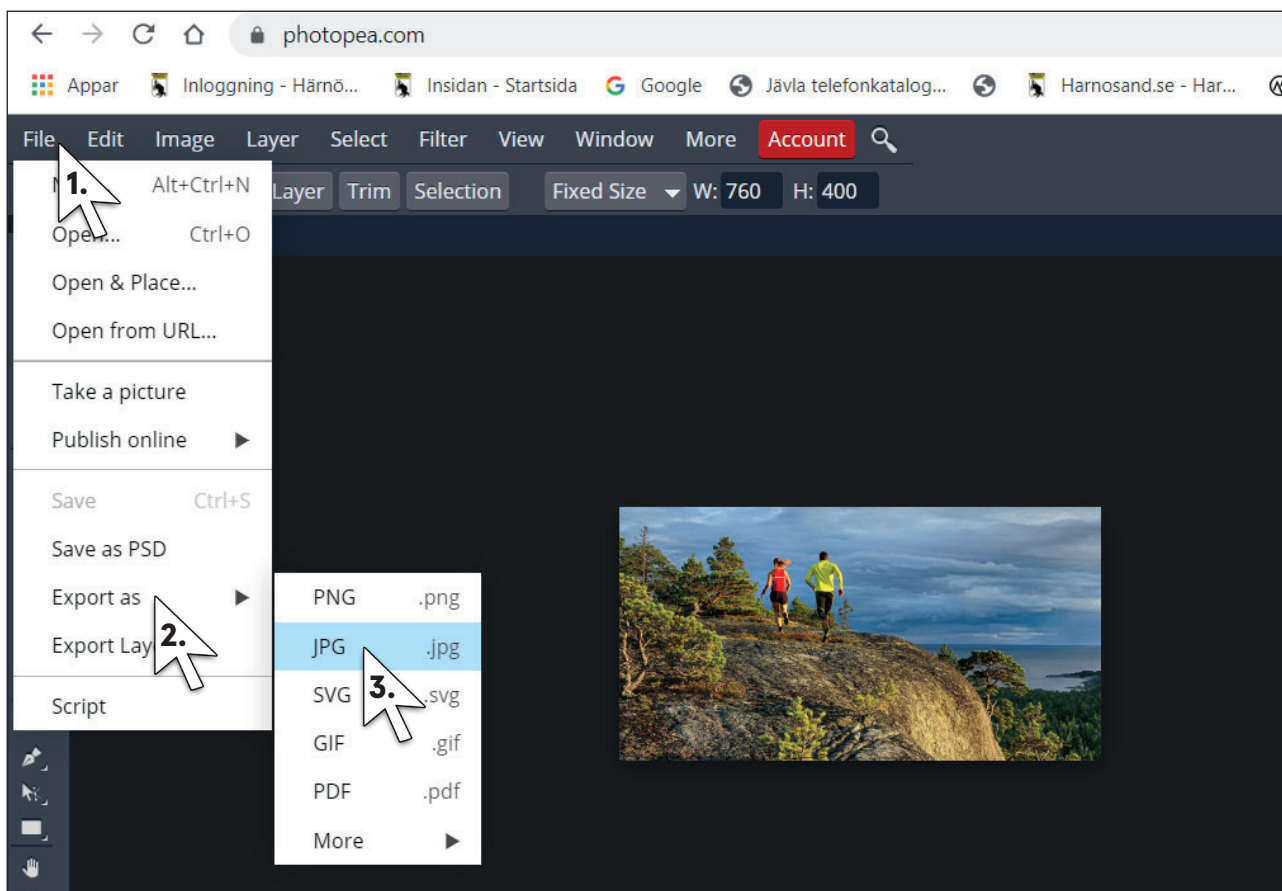 photopea.com
Appar Inloggning - Härnö... Insidan - Startsida Google Jävla telefonkatalog... Harnosand.se - Har...
File Edit Image Layer Select Filter View Window More Account
1. Alt+Ctrl+N Layer Trim Selection Fixed Size W: 760 H: 400
Open... Ctrl+O
Open & Place...
Open from URL...
Take a picture
Publish online
Save Ctrl+S
Save as PSD
Export as
PNG .png
Export Lay
2.
JPG .jpg
3.
SVG .svg
Script
GIF .gif
PDF .pdf
More